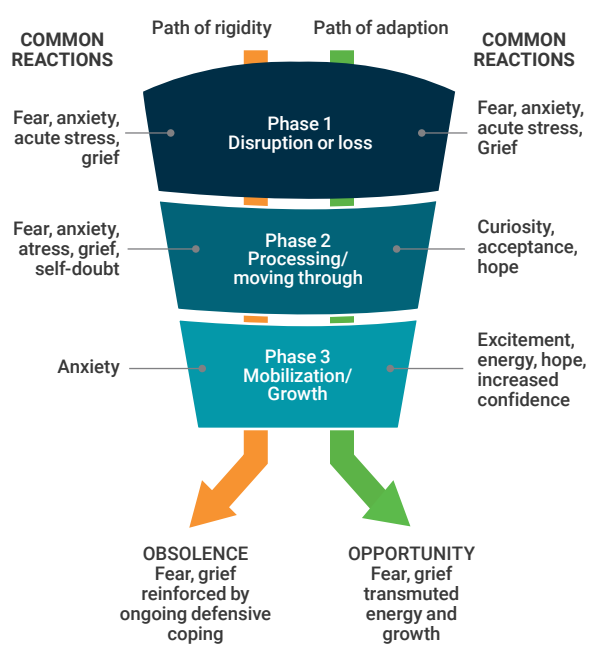 Path of rigidity
Path of adaption
COMMON
REACTIONS
COMMON
REACTIONS
Fear, anxiety,
acute stress,
grief
Phase 1
Disruption or loss
Fear, anxiety,
acute stress,
Grief
Fear, anxiety,
atress, grief,
self-doubt
Phase 2
Processing/
moving through
Curiosity,
acceptance,
hope
Anxiety
Phase 3
Mobilization/
Growth
Excitement,
energy, hope,
increased
confidence
OBSOLENCE
Fear, grief
reinforced by
ongoing defensive
coping
OPPORTUNITY
Fear, grief
transmuted
energy and
growth